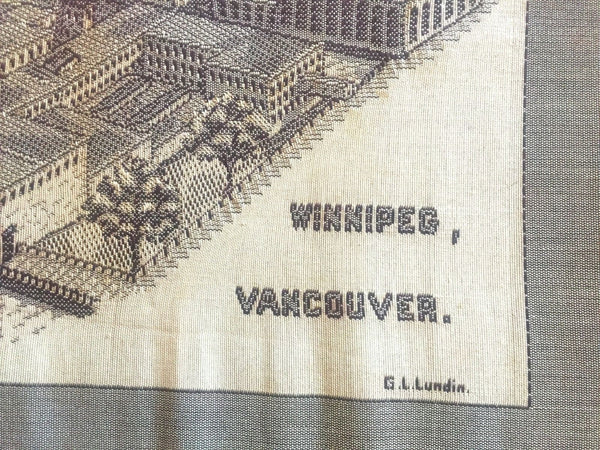 WINNIPEG,
VANCOUVER.
G.L.Lundin.